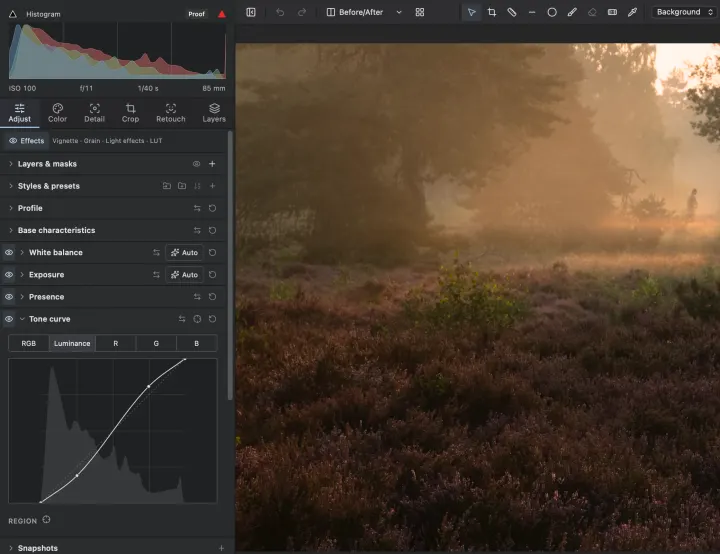 Histogram Proof
Before/After
Background
ISO 100 f/11 1/40 s 85 mm
Adjust Color Detail Crop Retouch Layers
Effects Vignette · Grain · Light effects · LUT
Layers & masks
Styles & presets
Profile
Base characteristics
White balance Auto
Exposure Auto
Presence
Tone curve
RGB Luminance R G B
REGION
Snapshots